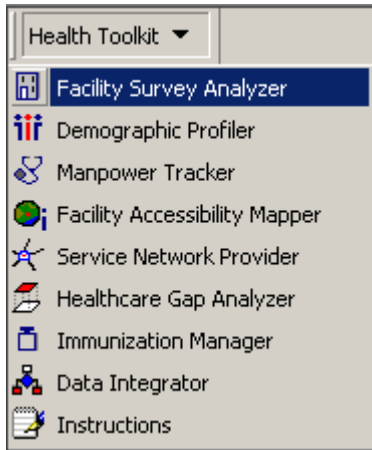 Health Toolkit
Facility Survey Analyzer
Demographic Profiler
Manpower Tracker
Facility Accessibility Mapper
Service Network Provider
Healthcare Gap Analyzer
Immunization Manager
Data Integrator
Instructions